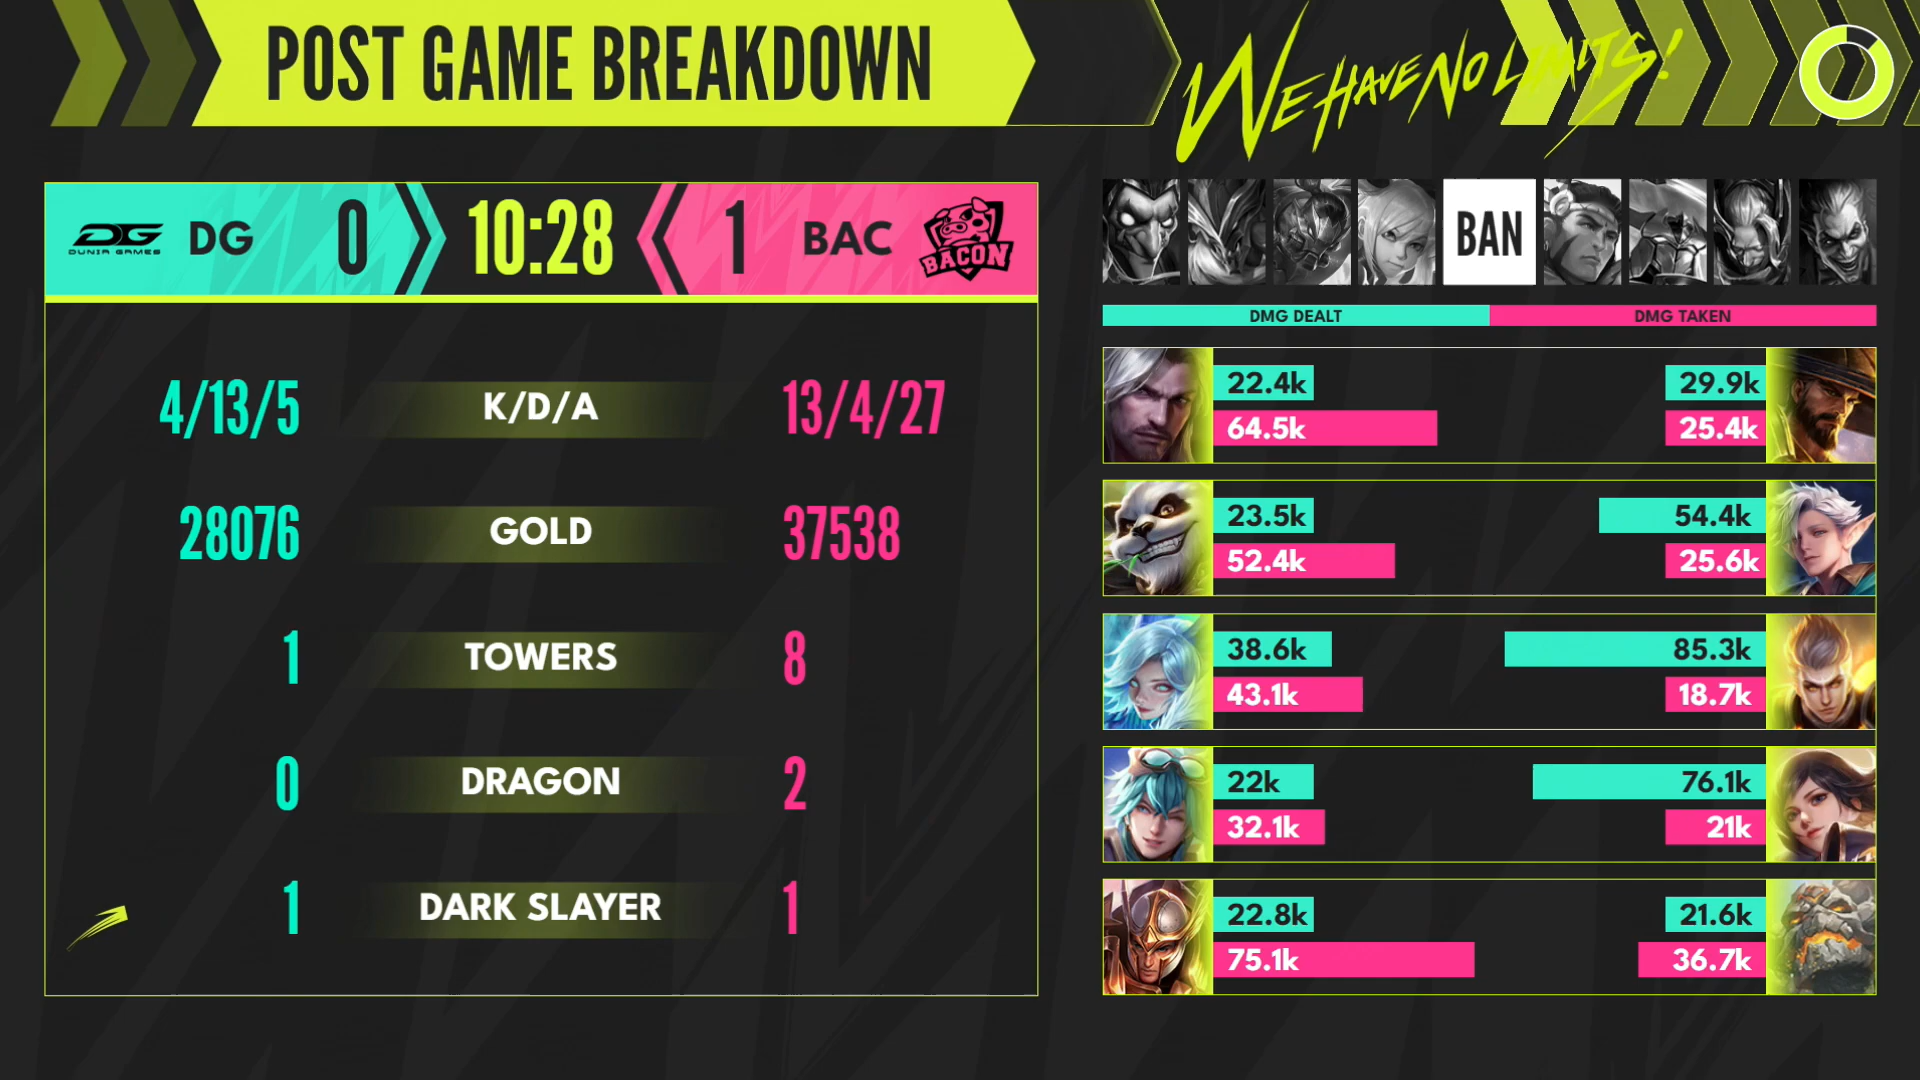 POST GAME BREAKDOWN
WE HAVE NO LIMITS!
DG
DUNIA GAMES
DG 0 10:28 1 BAC
BACON
4/13/5 K/D/A 13/4/27
28076 GOLD 37538
1 TOWERS 8
0 DRAGON 2
1 DARK SLAYER 1
BAN
DMG DEALT DMG TAKEN
22.4k 29.9k
64.5k 25.4k
23.5k 54.4k
52.4k 25.6k
38.6k 85.3k
43.1k 18.7k
22k 76.1k
32.1k 21k
22.8k 21.6k
75.1k 36.7k